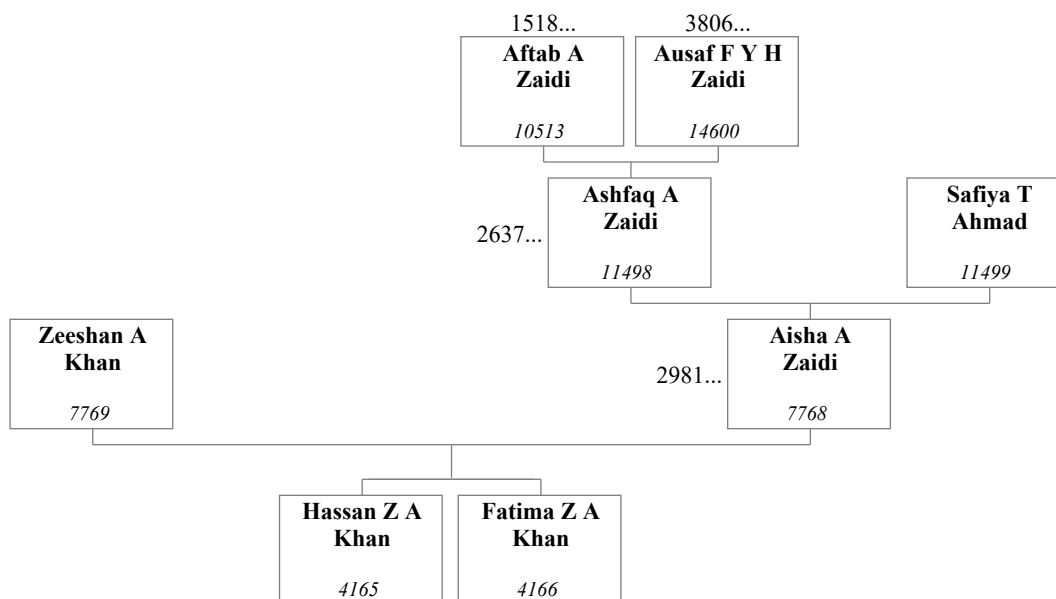 1518...
3806...
Aftab A
Zaidi
10513
Ausaf F Y H
Zaidi
14600
2637...
Ashfaq A
Zaidi
11498
Safiya T
Ahmad
11499
Zeeshan A
Khan
7769
2981...
Aisha A
Zaidi
7768
Hassan Z A
Khan
4165
Fatima Z A
Khan
4166